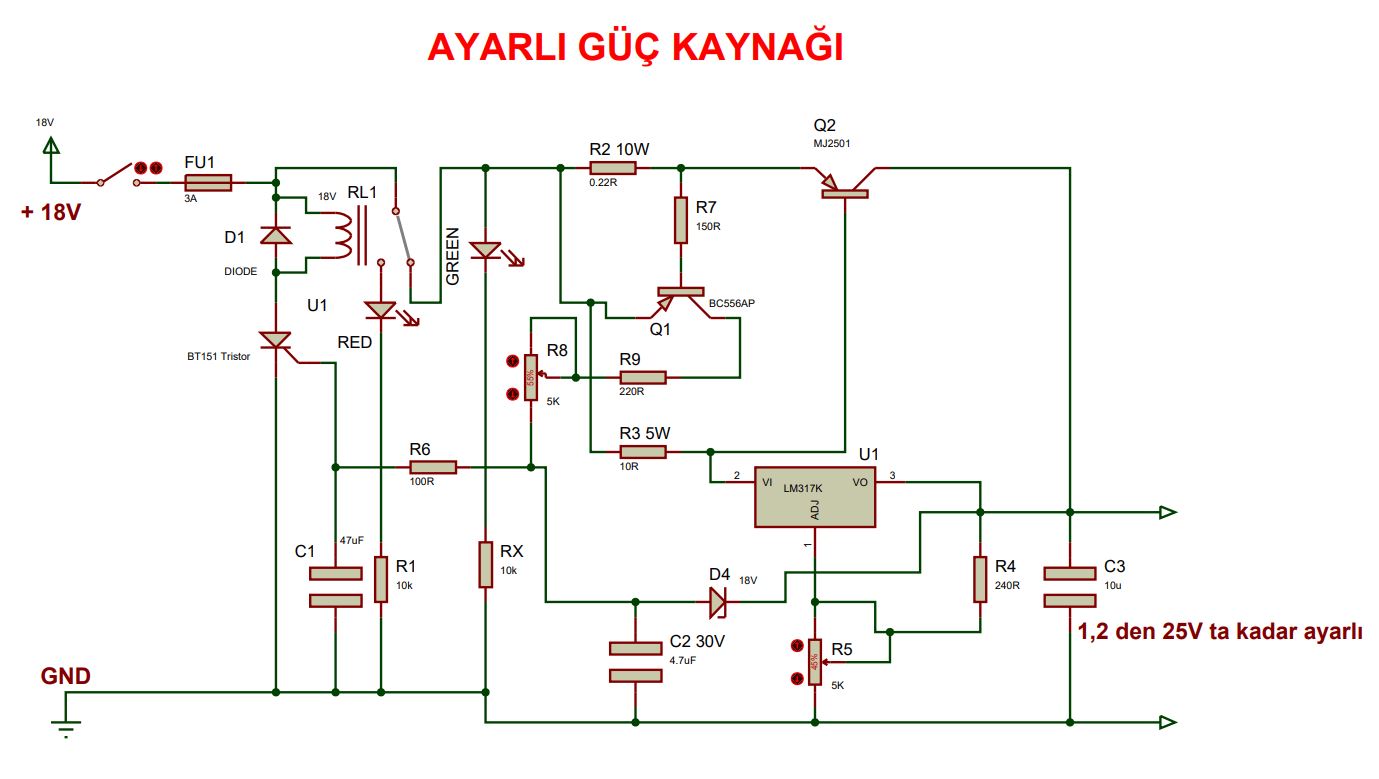 AYARLI GÜÇ KAYNAĞI
18V
+ 18V
FU1
3A
18V
RL1
D1
DIODE
U1
BT151 Tristor
RED
GREEN
R2 10W
0.22R
Q2
MJ2501
R7
150R
BC556AP
Q1
R8
55%
5K
R9
220R
R3 5W
10R
R6
100R
U1
2
VI
LM317K
VO
3
ADJ
1
C1
47uF
R1
10k
RX
10k
D4
18V
C2 30V
4.7uF
R5
45%
5K
R4
240R
C3
10u
1,2 den 25V ta kadar ayarlı
GND